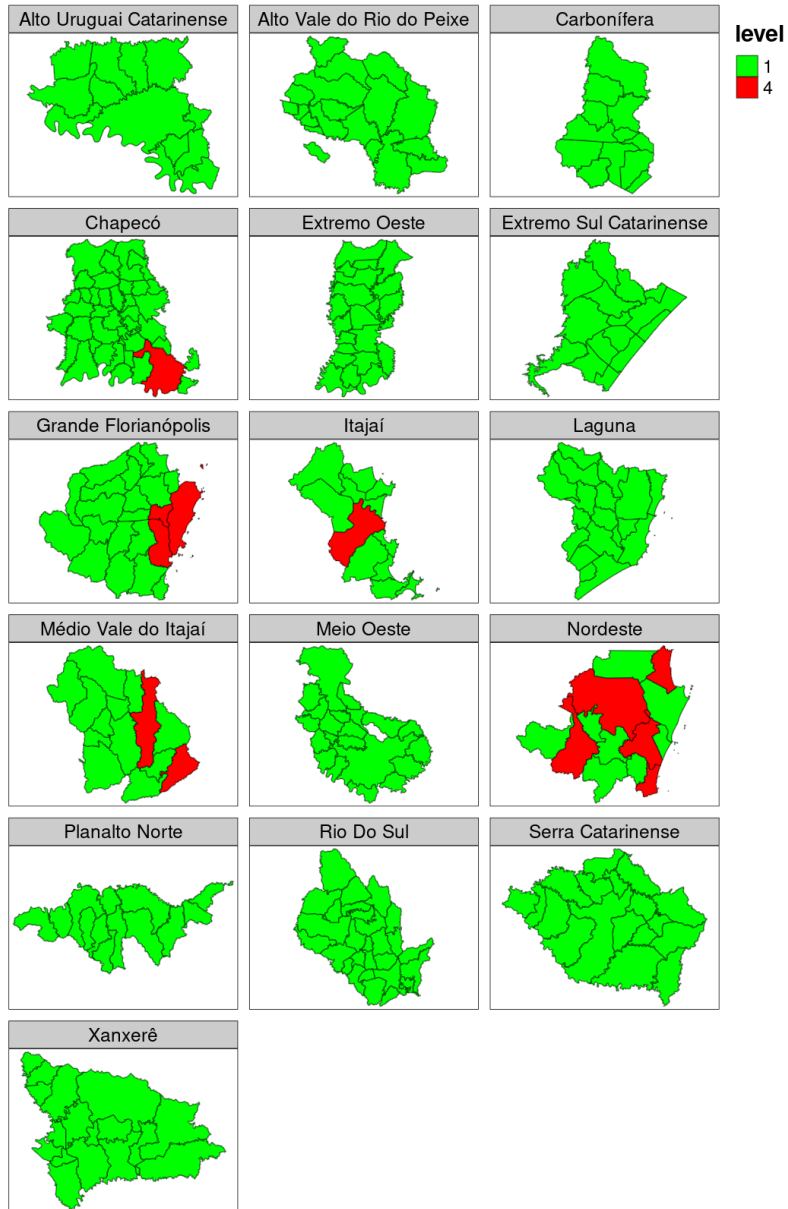 Alto Uruguai Catarinense
Alto Vale do Rio do Peixe
Carbonífera
level
1
4
Chapecó
Extremo Oeste
Extremo Sul Catarinense
Grande Florianópolis
Itajaí
Laguna
Médio Vale do Itajaí
Meio Oeste
Nordeste
Planalto Norte
Rio Do Sul
Serra Catarinense
Xanxerê